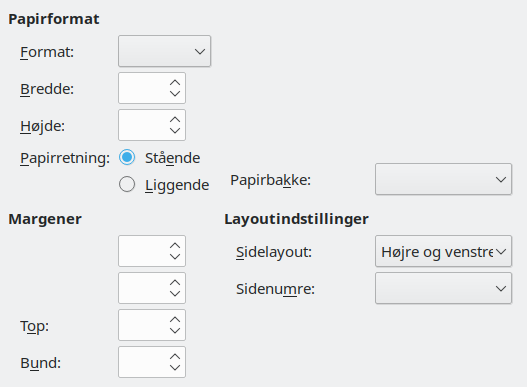 Papirformat
Format:
Bredde:
Højde:
Papirretning: Stående
Liggende
Papirbakke:
Margener
Layoutindstillinger
Sidelayout: Højre og venstre
Sidenumre:
Top:
Bund: